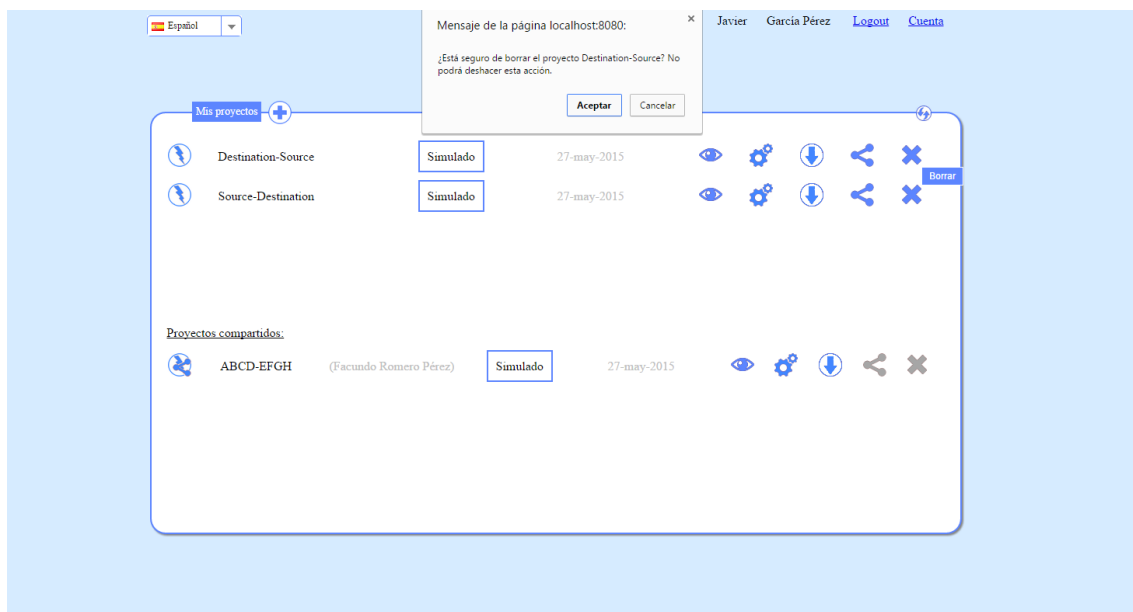 Español
Mensaje de la página localhost:8080:
×
Javier García Pérez Logout Cuenta
¿Está seguro de borrar el proyecto Destination-Source? No
podrá deshacer esta acción.
Aceptar Cancelar
Mis proyectos
Destination-Source Simulado 27-may-2015
Borrar
Source-Destination Simulado 27-may-2015
Proyectos compartidos:
ABCD-EFGH (Facundo Romero Pérez) Simulado 27-may-2015